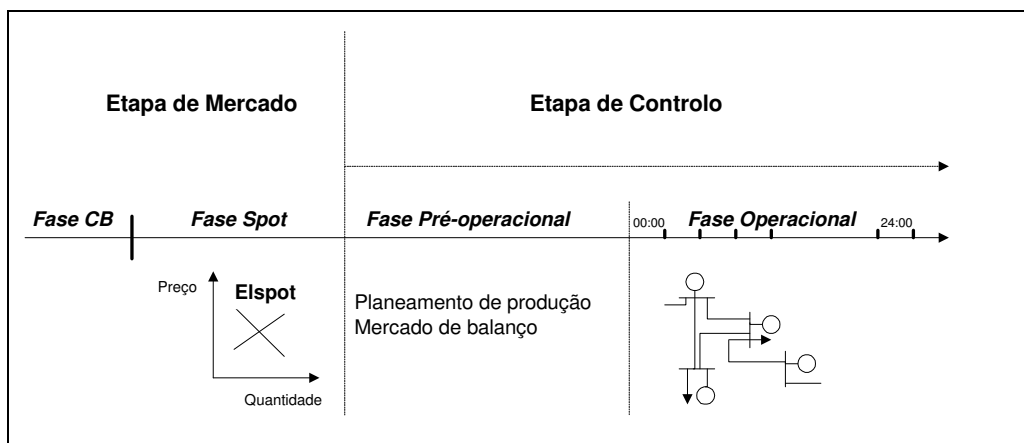 Etapa de Mercado
Etapa de Controlo
Fase CB
Fase Spot
Fase Pré-operacional
00:00
Fase Operacional
24:00
Preço
Elspot
Quantidade
Planeamento de produção
Mercado de balanço